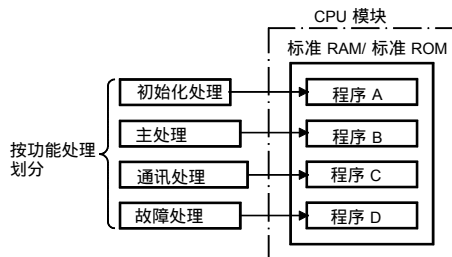 CPU 模块
标准 RAM/ 标准 ROM
初始化处理
程序 A
主处理
程序 B
按功能处理
划分
通讯处理
程序 C
故障处理
程序 D